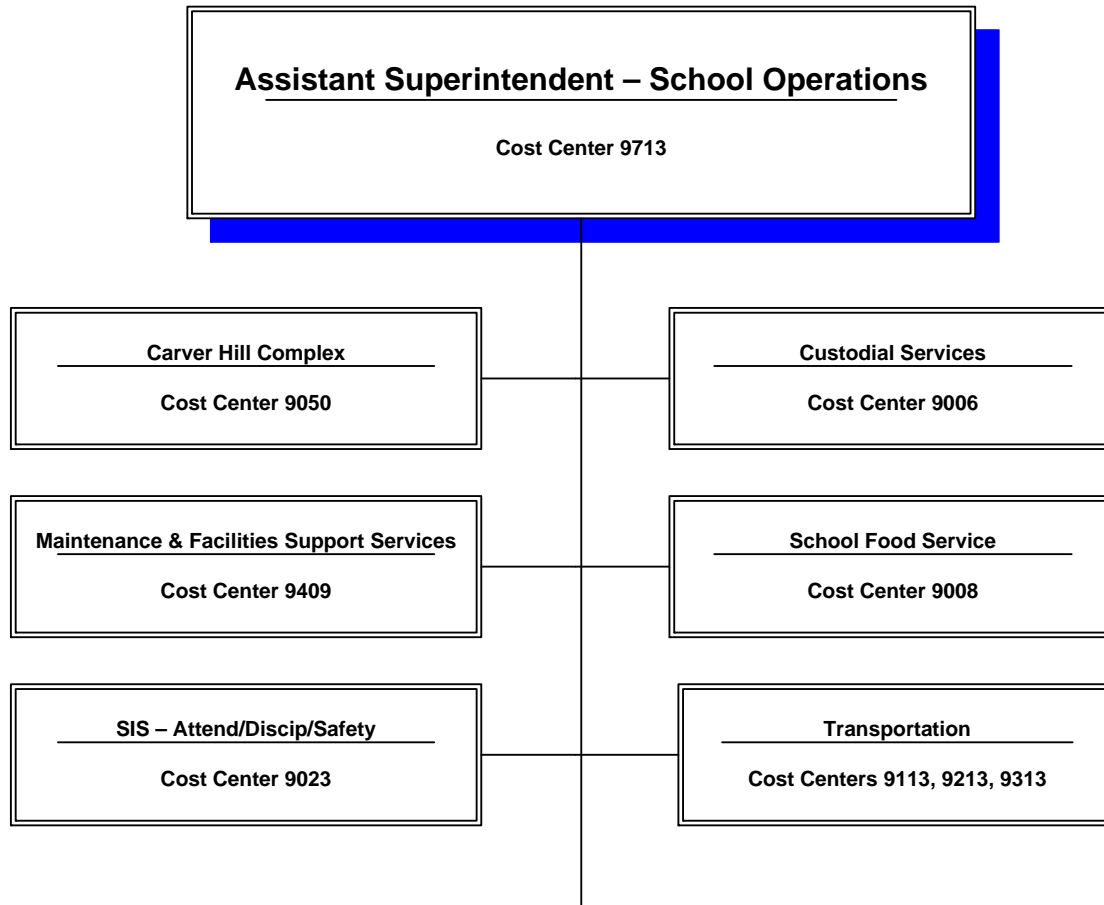 Assistant Superintendent – School Operations
Cost Center 9713
Carver Hill Complex
Cost Center 9050
Custodial Services
Cost Center 9006
Maintenance & Facilities Support Services
Cost Center 9409
School Food Service
Cost Center 9008
SIS – Attend/Discip/Safety
Cost Center 9023
Transportation
Cost Centers 9113, 9213, 9313